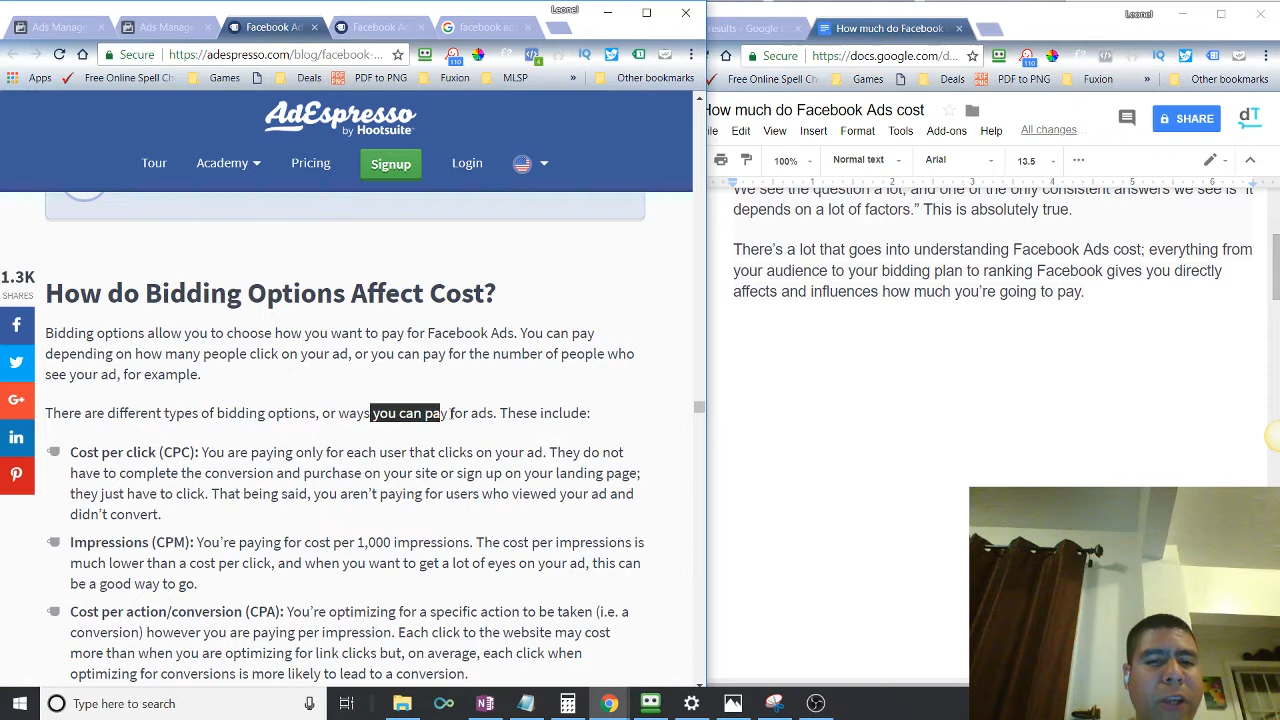 Leonel
Ads Manage
Ads Manage
Facebook Ad
Facebook Ad
facebook ad
Secure
https://adespresso.com/blog/facebook-
110
4
Apps
Free Online Spell Ch
Games
Deals
PDF TO PNG
Fuxion
MLSP
»
Other bookmarks
AdEspresso
by Hootsuite
Tour
Academy
Pricing
Signup
Login
1.3K
SHARES
How do Bidding Options Affect Cost?
Bidding options allow you to choose how you want to pay for Facebook Ads. You can pay
depending on how many people click on your ad, or you can pay for the number of people who
see your ad, for example.
There are different types of bidding options, or ways you can pay for ads. These include:
Cost per click (CPC): You are paying only for each user that clicks on your ad. They do not
have to complete the conversion and purchase on your site or sign up on your landing page;
they just have to click. That being said, you aren't paying for users who viewed your ad and
didn't convert.
Impressions (CPM): You're paying for cost per 1,000 impressions. The cost per impressions is
much lower than a cost per click, and when you want to get a lot of eyes on your ad, this can
be a good way to go.
Cost per action/conversion (CPA): You're optimizing for a specific action to be taken (i.e. a
conversion) however you are paying per impression. Each click to the website may cost
more than when you are optimizing for link clicks but, on average, each click when
optimizing for conversions is more likely to lead to a conversion.
Leonel
results - Google
How much do Facebook
Secure
https://docs.google.com/d...
110
Free Online Spell Ch
Games
Deals
PDF TO PNG
Fuxion
»
Other bookmarks
How much do Facebook Ads cost
ile
Edit
View
Insert
Format
Tools
Add-ons
Help
All changes...
SHARE
dT
100%
Normal text
Arial
13.5
1
2
3
4
5
6
We see the question a lot, and one of the only consistent answers we see is "it
depends on a lot of factors." This is absolutely true.
There's a lot that goes into understanding Facebook Ads cost; everything from
your audience to your bidding plan to ranking Facebook gives you directly
affects and influences how much you're going to pay.
Type here to search